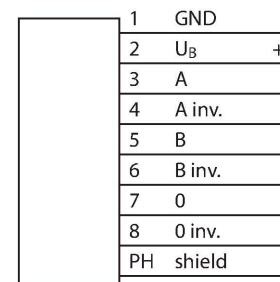 1 GND
2 U_B +
3 A
4 A inv.
5 B
6 B inv.
7 0
8 0 inv.
PH shield